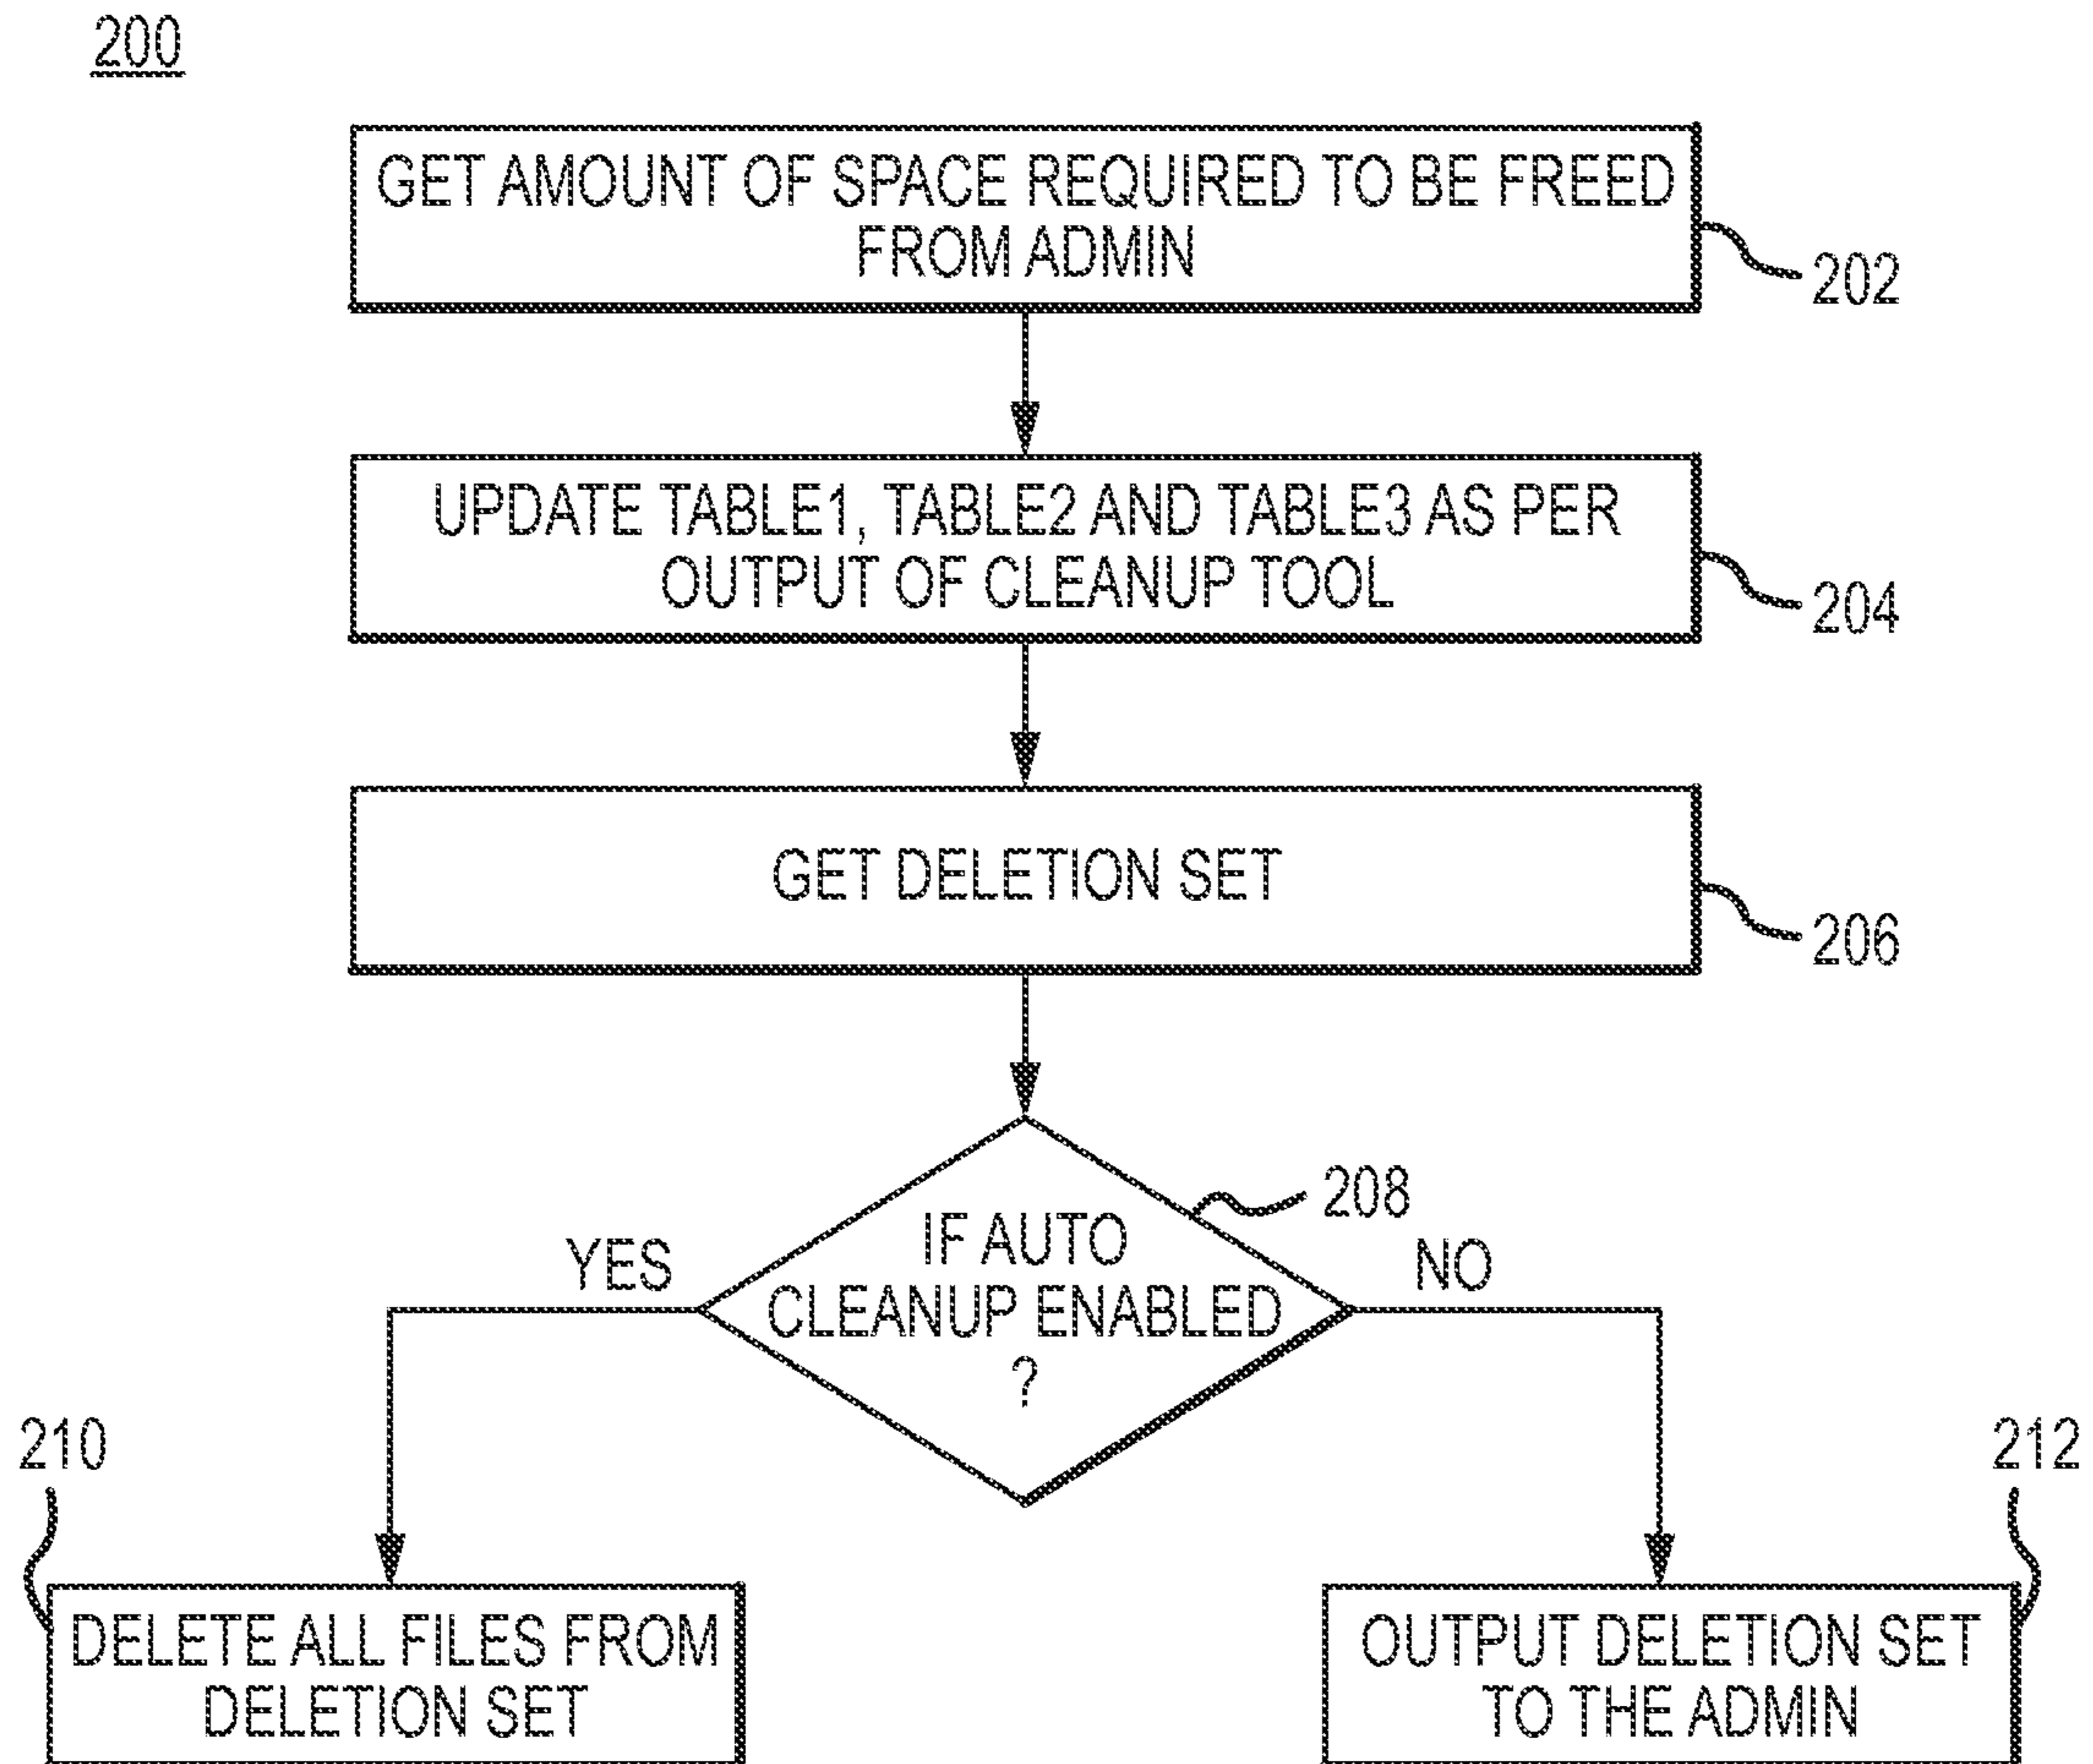 200
GET AMOUNT OF SPACE REQUIRED TO BE FREED
FROM ADMIN
202
UPDATE TABLE1, TABLE2 AND TABLE3 AS PER
OUTPUT OF CLEANUP TOOL
204
GET DELETION SET
206
208
IF AUTO
CLEANUP ENABLED
?
YES
NO
210
DELETE ALL FILES FROM
DELETION SET
212
OUTPUT DELETION SET
TO THE ADMIN